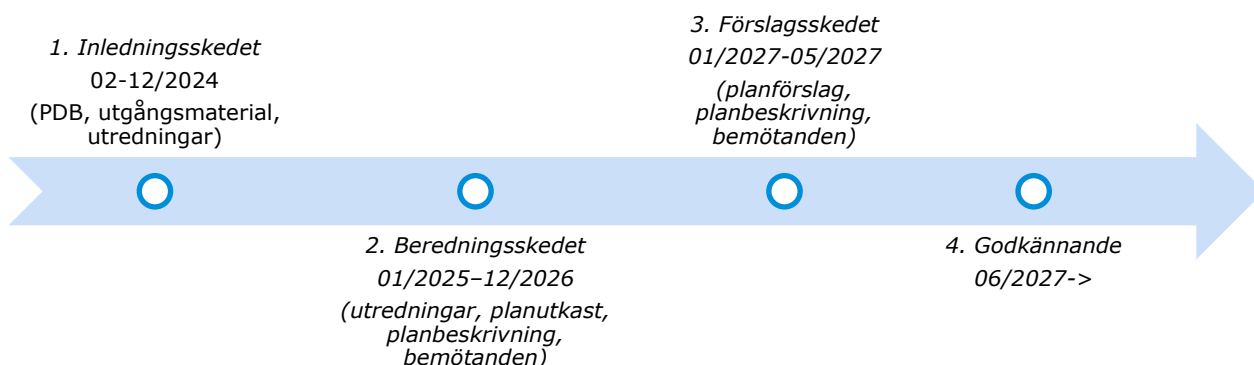 1. Inledningsskedet
02-12/2024
(PDB, utgångsmaterial,
utredningar)
2. Beredningsskedet
01/2025–12/2026
(utredningar, planutkast,
planbeskrivning,
bemötanden)
3. Förslagsskedet
01/2027-05/2027
(planförslag,
planbeskrivning,
bemötanden)
4. Godkännande
06/2027->